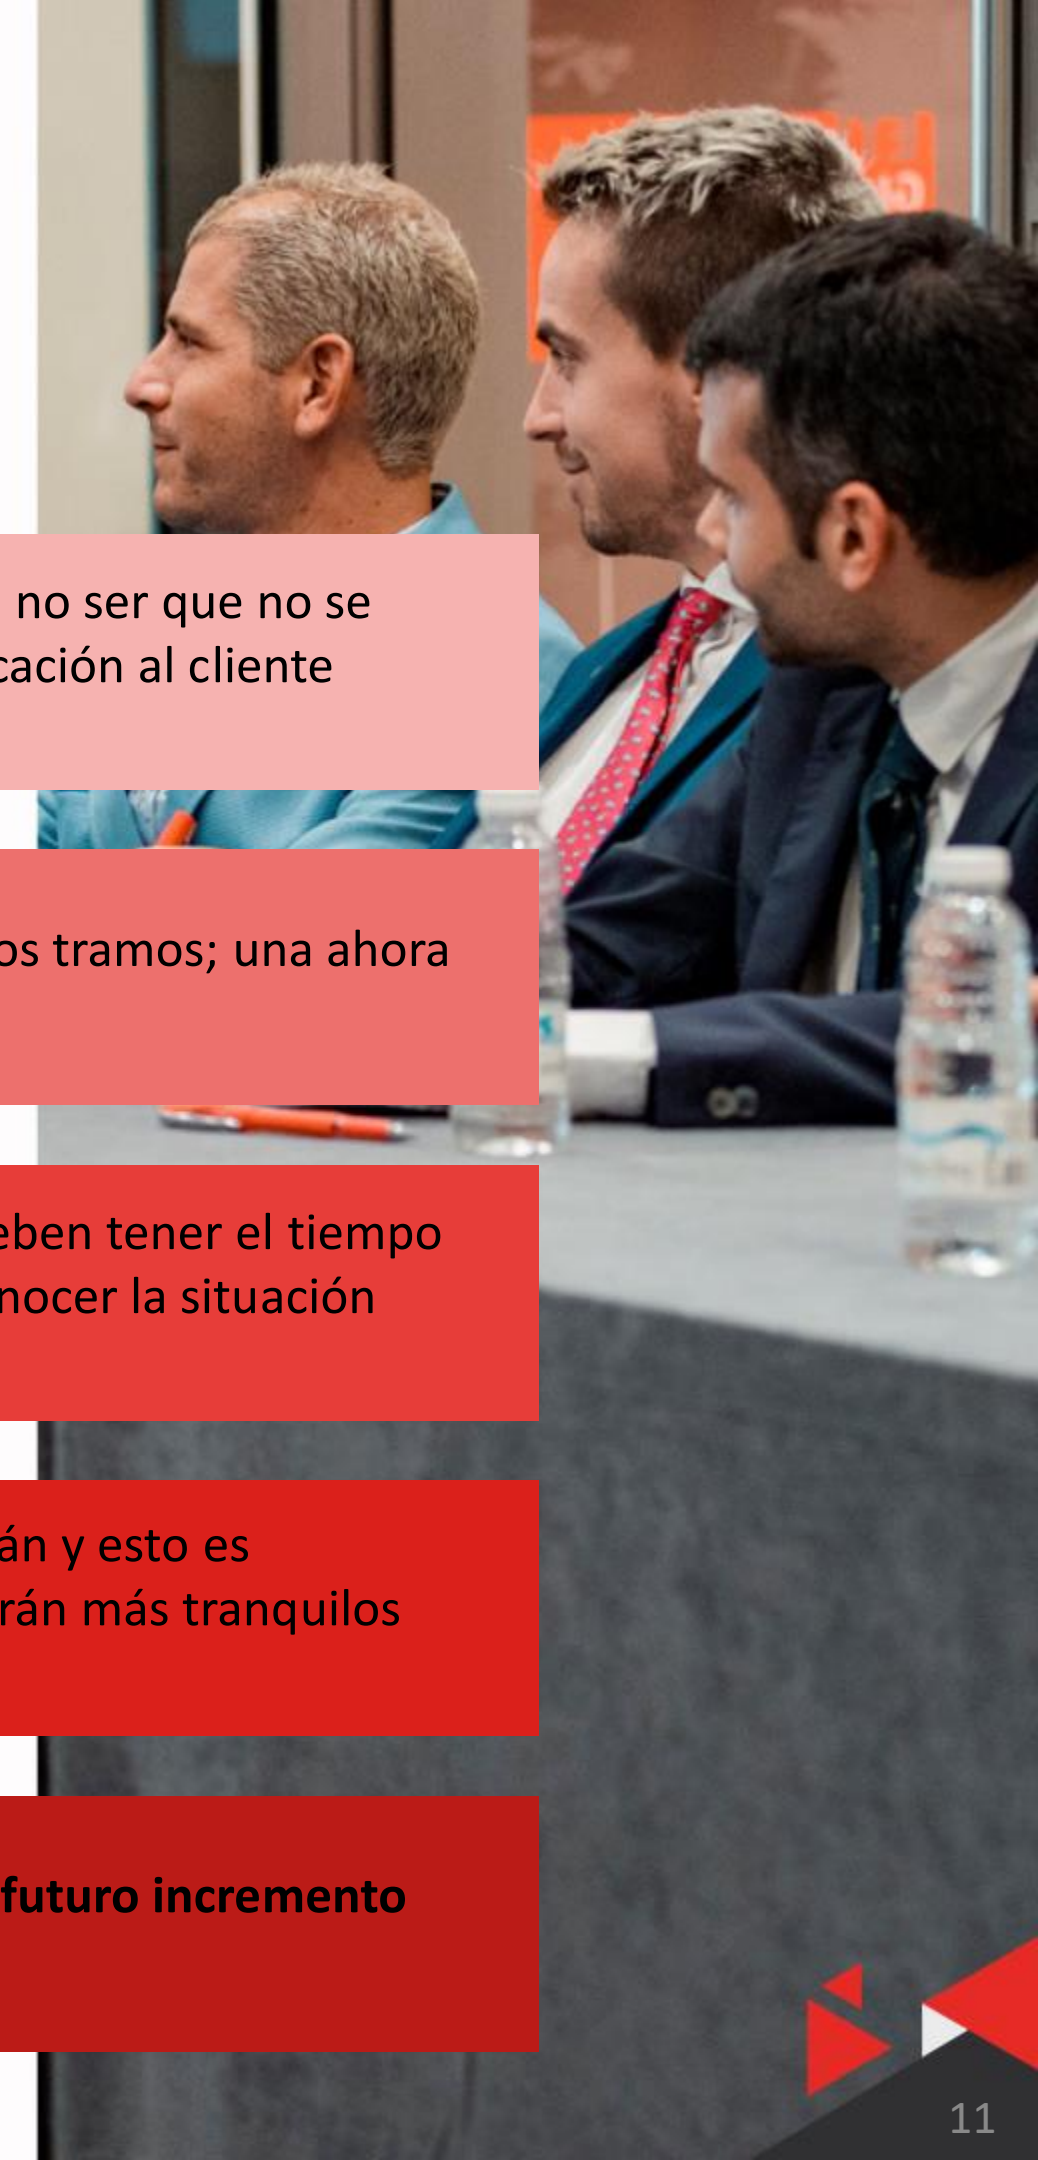 no ser que no se
cación al cliente
os tramos; una ahora
eben tener el tiempo
nocer la situación
án y esto es
rán más tranquilos
futuro incremento
11